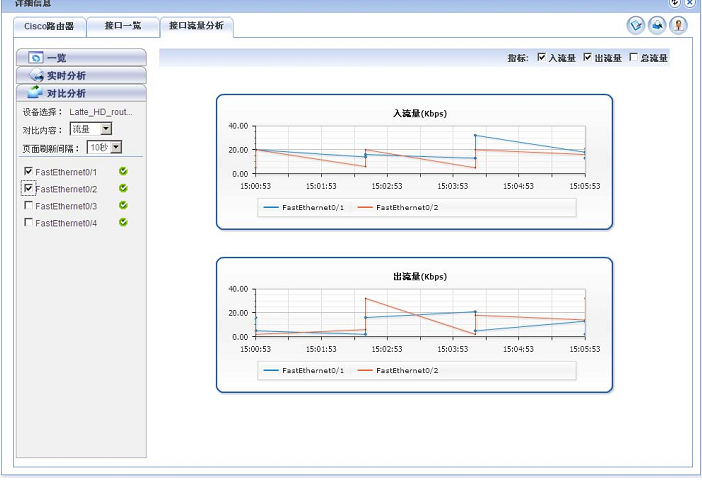 详细信息
Cisco路由器 接口一览 接口流量分析
一览
实时分析
对比分析
设备选择： Latte_HD_rout...
对比内容： 流量
页面刷新间隔： 10秒
FastEthernet0/1
FastEthernet0/2
FastEthernet0/3
FastEthernet0/4
指标: 入流量 出流量 总流量
入流量(Kbps)
40.00
20.00
0.00
15:00:53 15:01:53 15:02:53 15:03:53 15:04:53 15:05:53
FastEthernet0/1 FastEthernet0/2
出流量(Kbps)
40.00
20.00
0.00
15:00:53 15:01:53 15:02:53 15:03:53 15:04:53 15:05:53
FastEthernet0/1 FastEthernet0/2